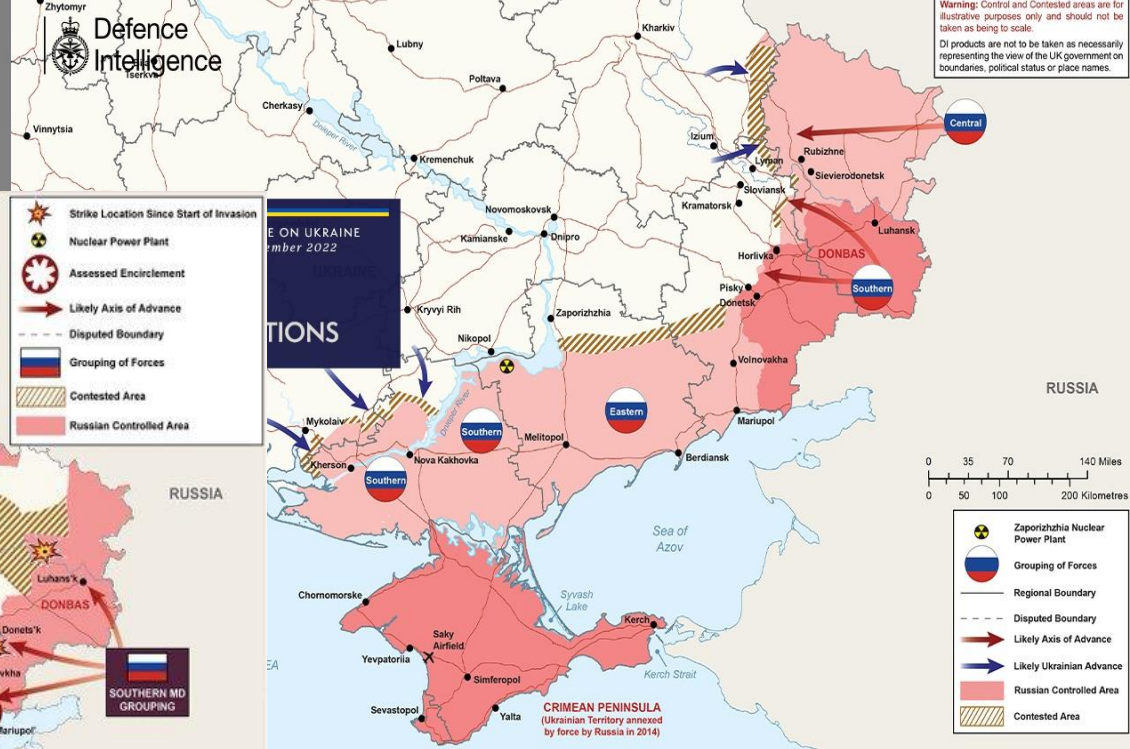 Zhytomyr
Defence
Intelligence
Tserkva
Vinnytsia
Lubny
Kharkiv
Poltava
Cherkasy
Dnieper River
Kremenchuk
Izium
Lyman
Rubizhne
Sievierodonetsk
Sloviansk
Kramatorsk
Central
Warning: Control and Contested areas are for
illustrative purposes only and should not be
taken as being to scale.
DI products are not to be taken as necessarily
representing the view of the UK government on
boundaries, political status or place names.
Strike Location Since Start of Invasion
Nuclear Power Plant
Assessed Encirclement
Likely Axis of Advance
Disputed Boundary
Grouping of Forces
Contested Area
Russian Controlled Area
E ON UKRAINE
ember 2022
UKRAINE
TIONS
Novomoskovsk
Kamianske
Dnipro
Luhansk
Horlivka
DONBAS
Southern
Pisky
Donetsk
Kryvyi Rih
Zaporizhzhia
Nikopol
Volnovakha
RUSSIA
Mykolaiv
Dnieper River
Southern
Eastern
Mariupol
Melitopol
Kherson
Nova Kakhovka
Berdiansk
Southern
0 35 70 140 Miles
0 50 100 200 Kilometres
RUSSIA
Luhans'k
DONBAS
Donets'k
vkha
SOUTHERN MD
GROUPING
Mariupol'
Sea of
Azov
Syvash
Lake
Chornomorske
Kerch
Saky
Airfield
Yevpatoriia
EA
Kerch Strait
Simferopol
Sevastopol
Yalta
CRIMEAN PENINSULA
(Ukrainian Territory annexed
by force by Russia in 2014)
Zaporizhzhia Nuclear
Power Plant
Grouping of Forces
Regional Boundary
Disputed Boundary
Likely Axis of Advance
Likely Ukrainian Advance
Russian Controlled Area
Contested Area